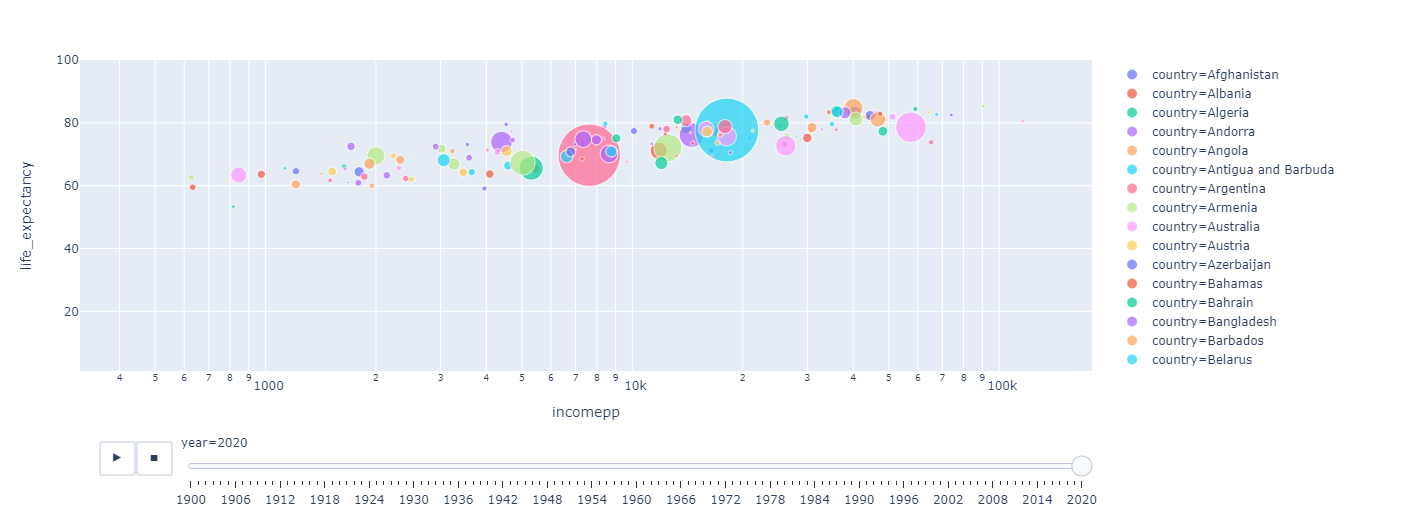 100
80
60
40
20
life_expectancy
4 5 6 7 8 9 1000 2 3 4 5 6 7 8 9 10k 2 3 4 5 6 7 8 9 100k
incomepp
country=Afghanistan
country=Albania
country=Algeria
country=Andorra
country=Angola
country=Antigua and Barbuda
country=Argentina
country=Armenia
country=Australia
country=Austria
country=Azerbaijan
country=Bahamas
country=Bahrain
country=Bangladesh
country=Barbados
country=Belarus
year=2020
1900 1906 1912 1918 1924 1930 1936 1942 1948 1954 1960 1966 1972 1978 1984 1990 1996 2002 2008 2014 2020